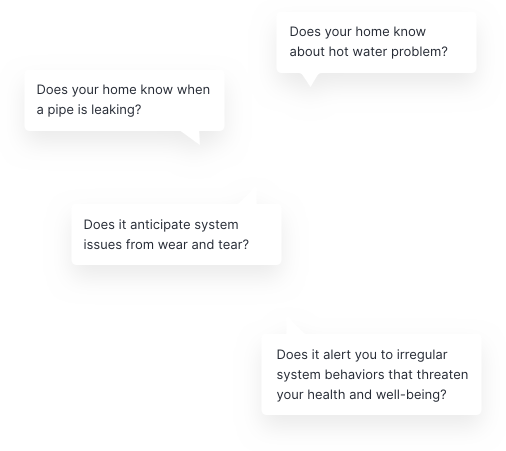 Does your home know
about hot water problem?
Does your home know when
a pipe is leaking?
Does it anticipate system
issues from wear and tear?
Does it alert you to irregular
system behaviors that threaten
your health and well-being?